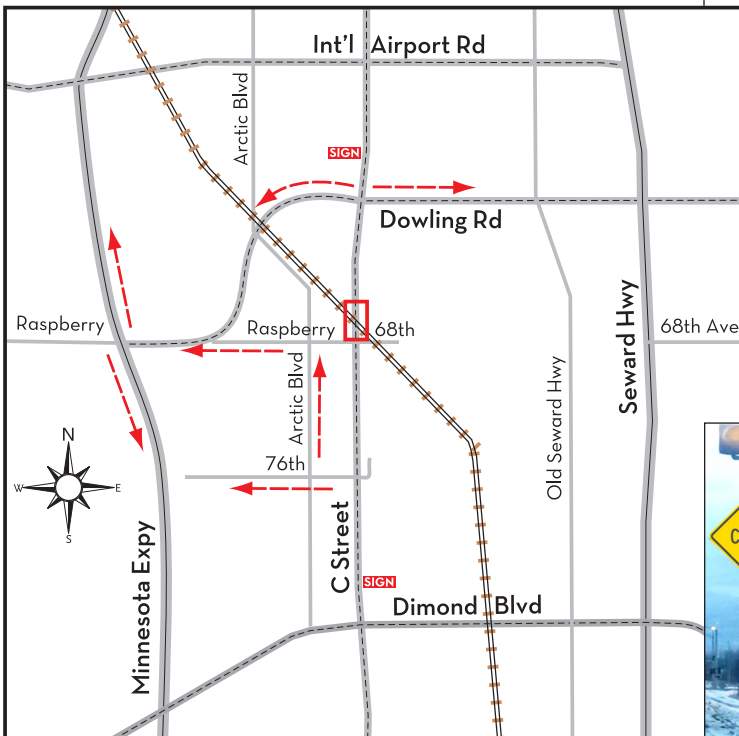 Int'l Airport Rd
Arctic Blvd
SIGN
Dowling Rd
Raspberry
Raspberry
68th
68th Ave
Seward Hwy
Arctic Blvd
Old Seward Hwy
N
W
E
S
76th
C Street
Minnesota Expy
SIGN
Dimond Blvd
C